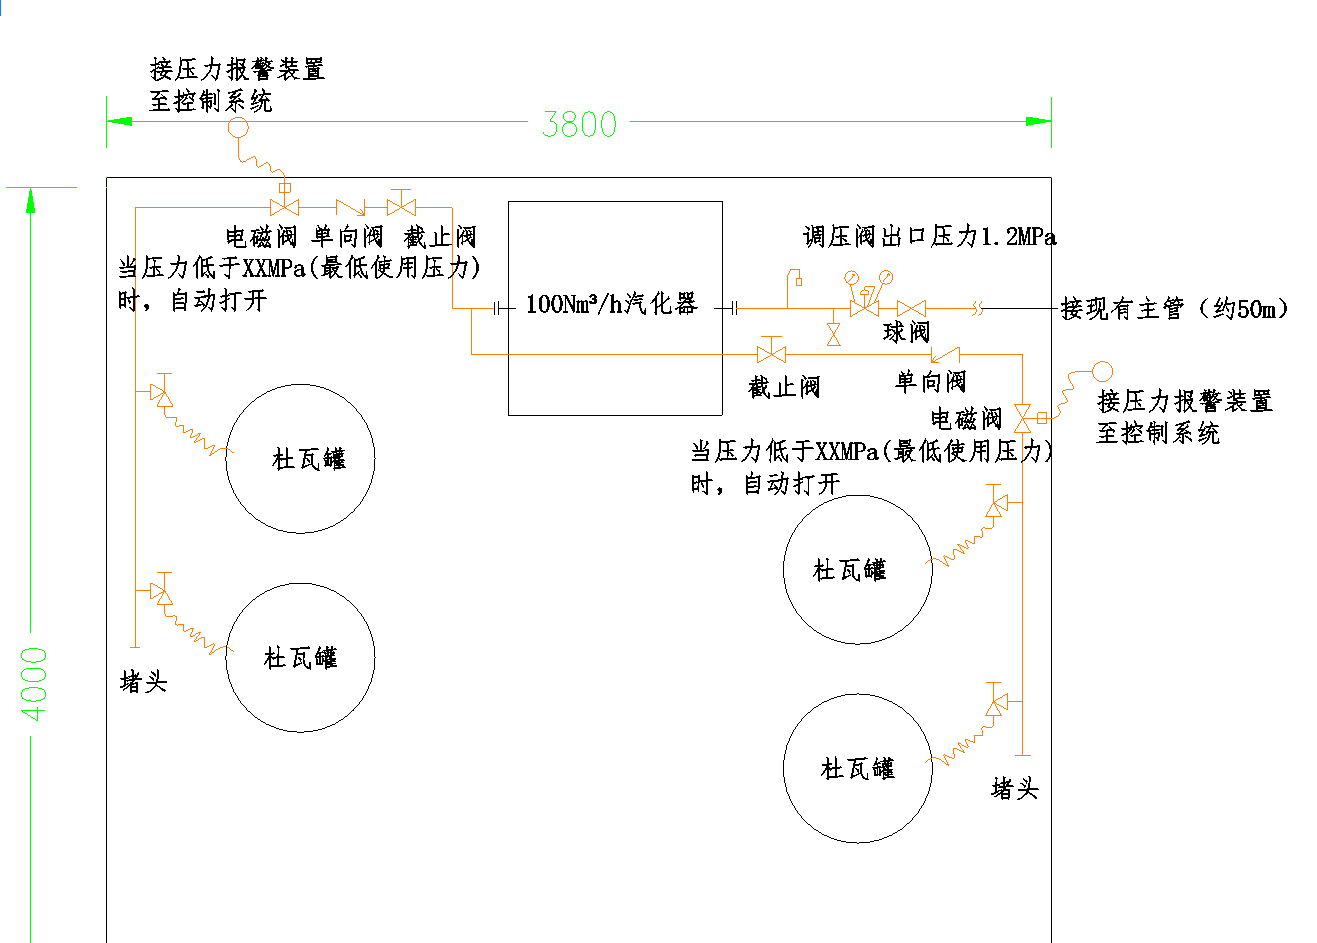 接压力报警装置
至控制系统
3800
电磁阀 单向阀 截止阀
当压力低于XXMPa(最低使用压力)
时，自动打开
100Nm³/h汽化器
调压阀出口压力1.2MPa
接现有主管（约50m）
球阀
截止阀
单向阀
电磁阀
接压力报警装置
至控制系统
当压力低于XXMPa(最低使用压力)
时，自动打开
杜瓦罐
杜瓦罐
杜瓦罐
杜瓦罐
堵头
堵头
4000